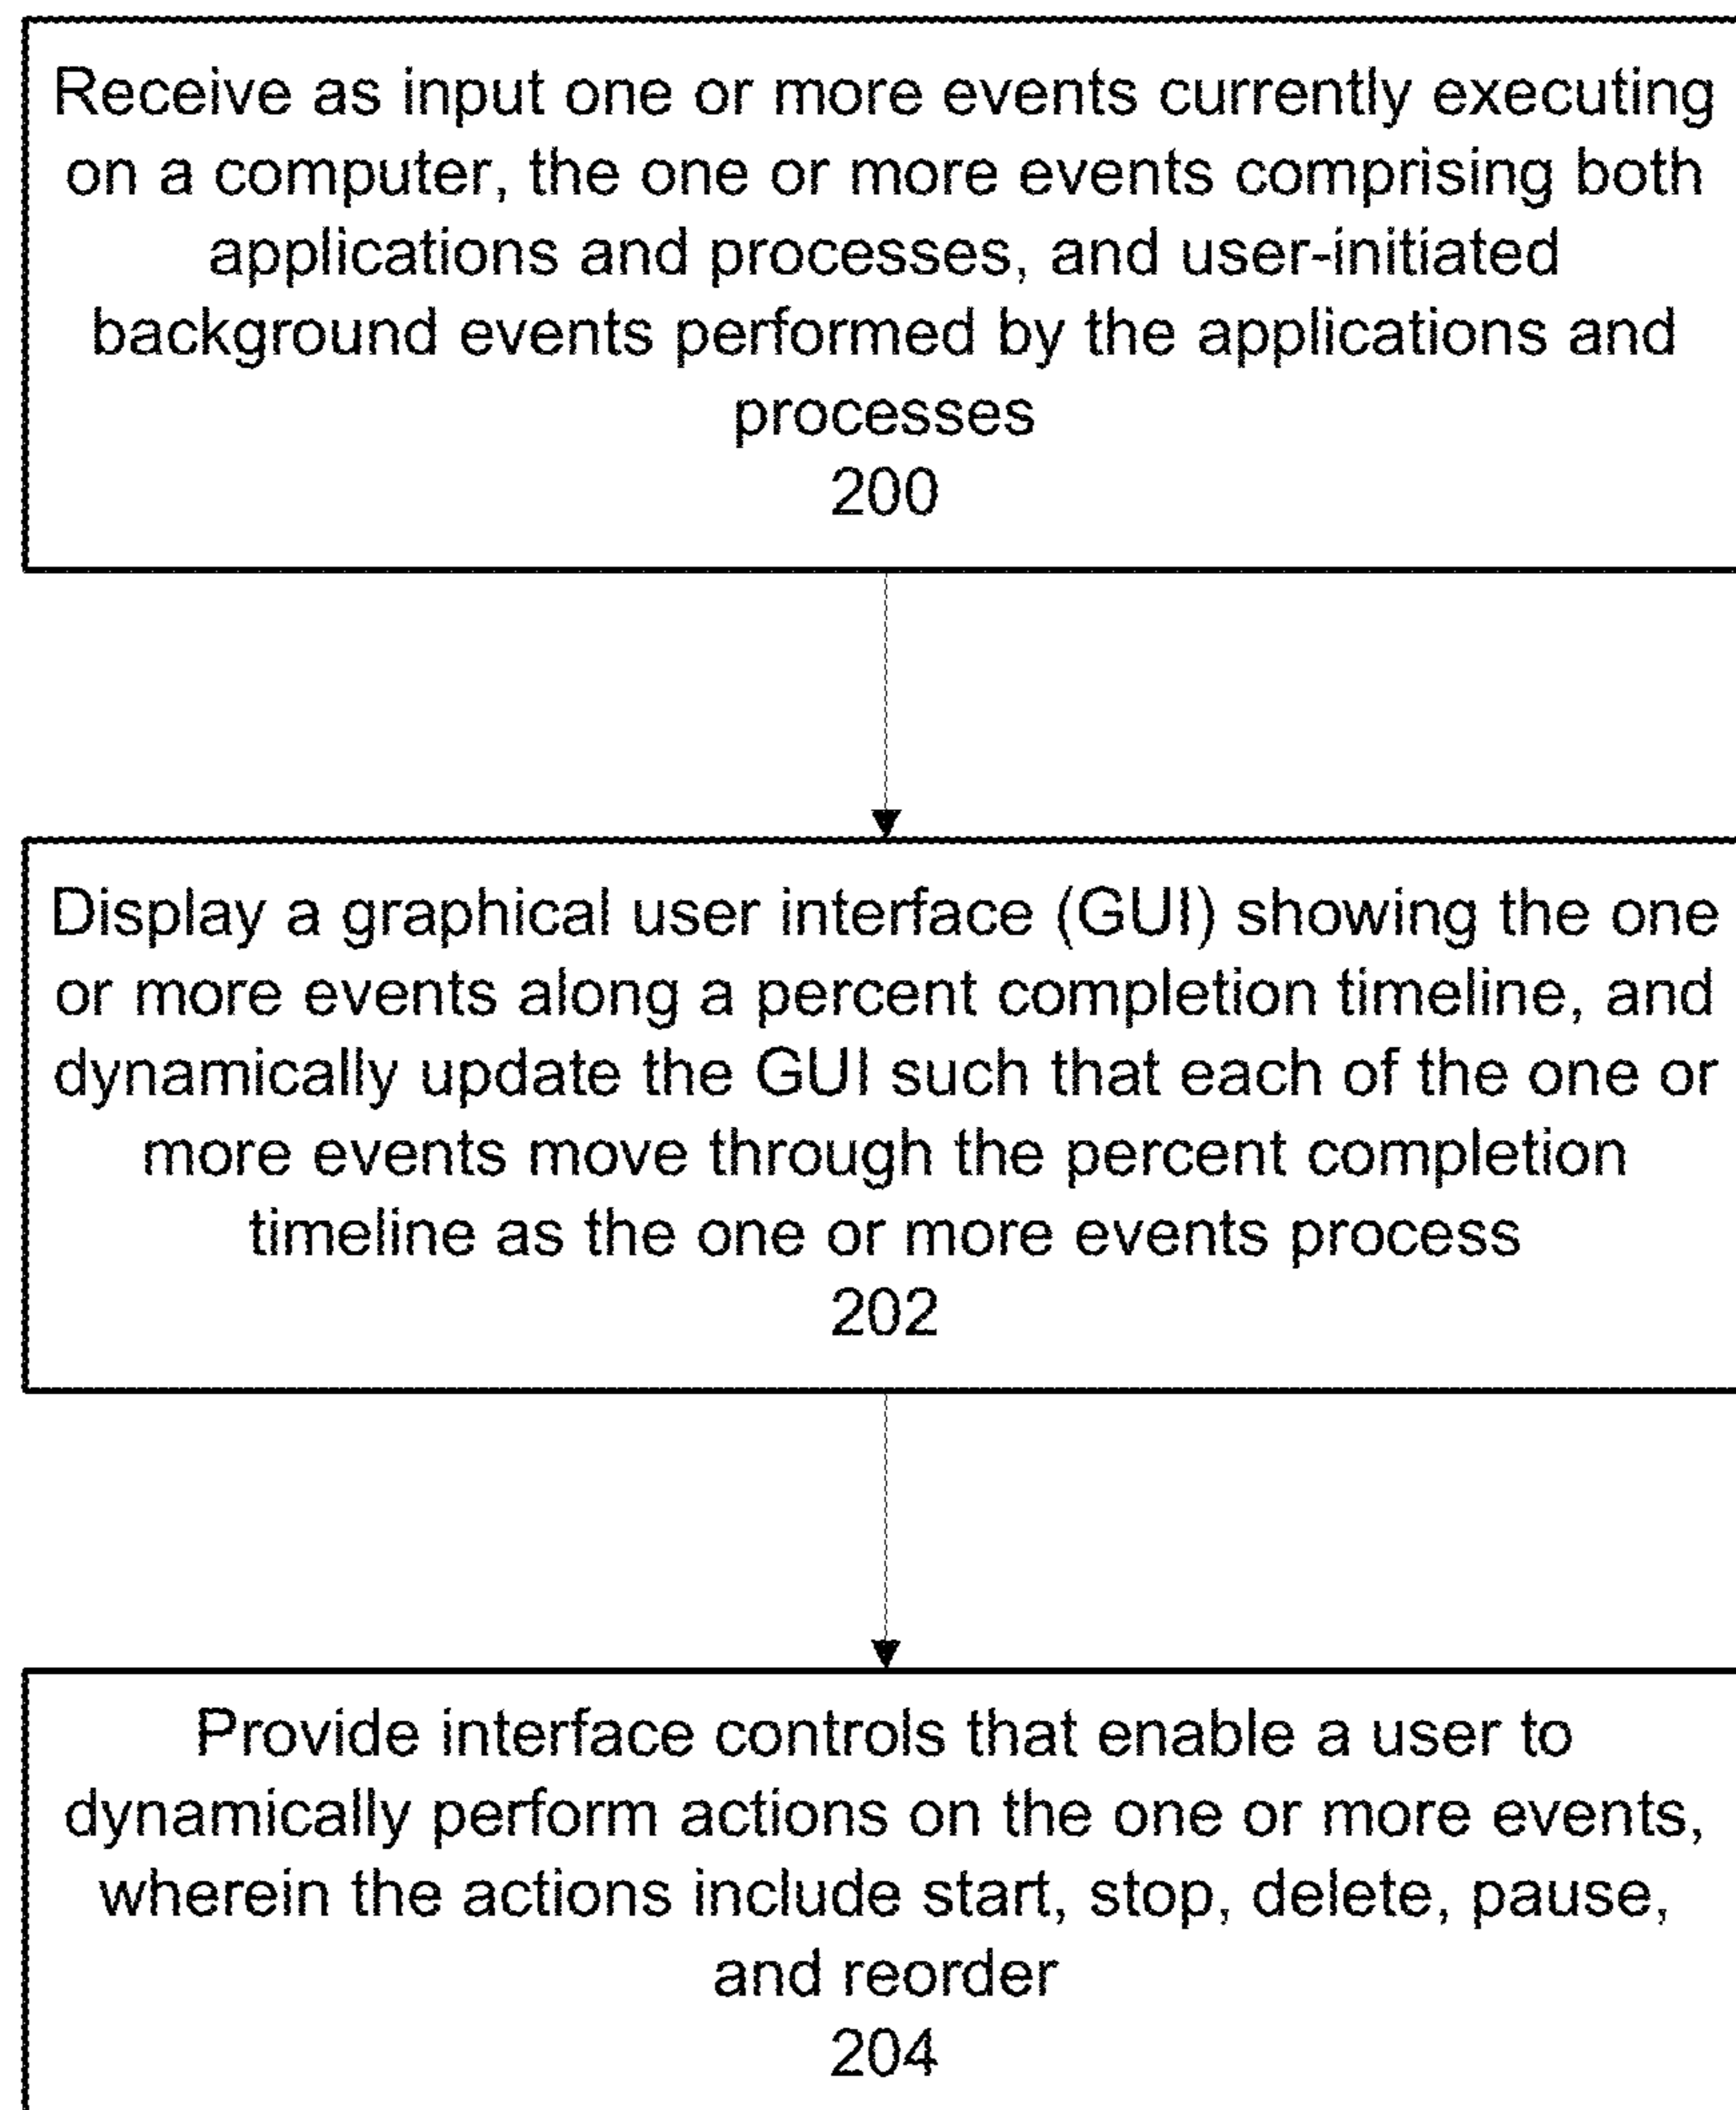 Receive as input one or more events currently executing
on a computer, the one or more events comprising both
applications and processes, and user-initiated
background events performed by the applications and
processes
200
Display a graphical user interface (GUI) showing the one
or more events along a percent completion timeline, and
dynamically update the GUI such that each of the one or
more events move through the percent completion
timeline as the one or more events process
202
Provide interface controls that enable a user to
dynamically perform actions on the one or more events,
wherein the actions include start, stop, delete, pause,
and reorder
204